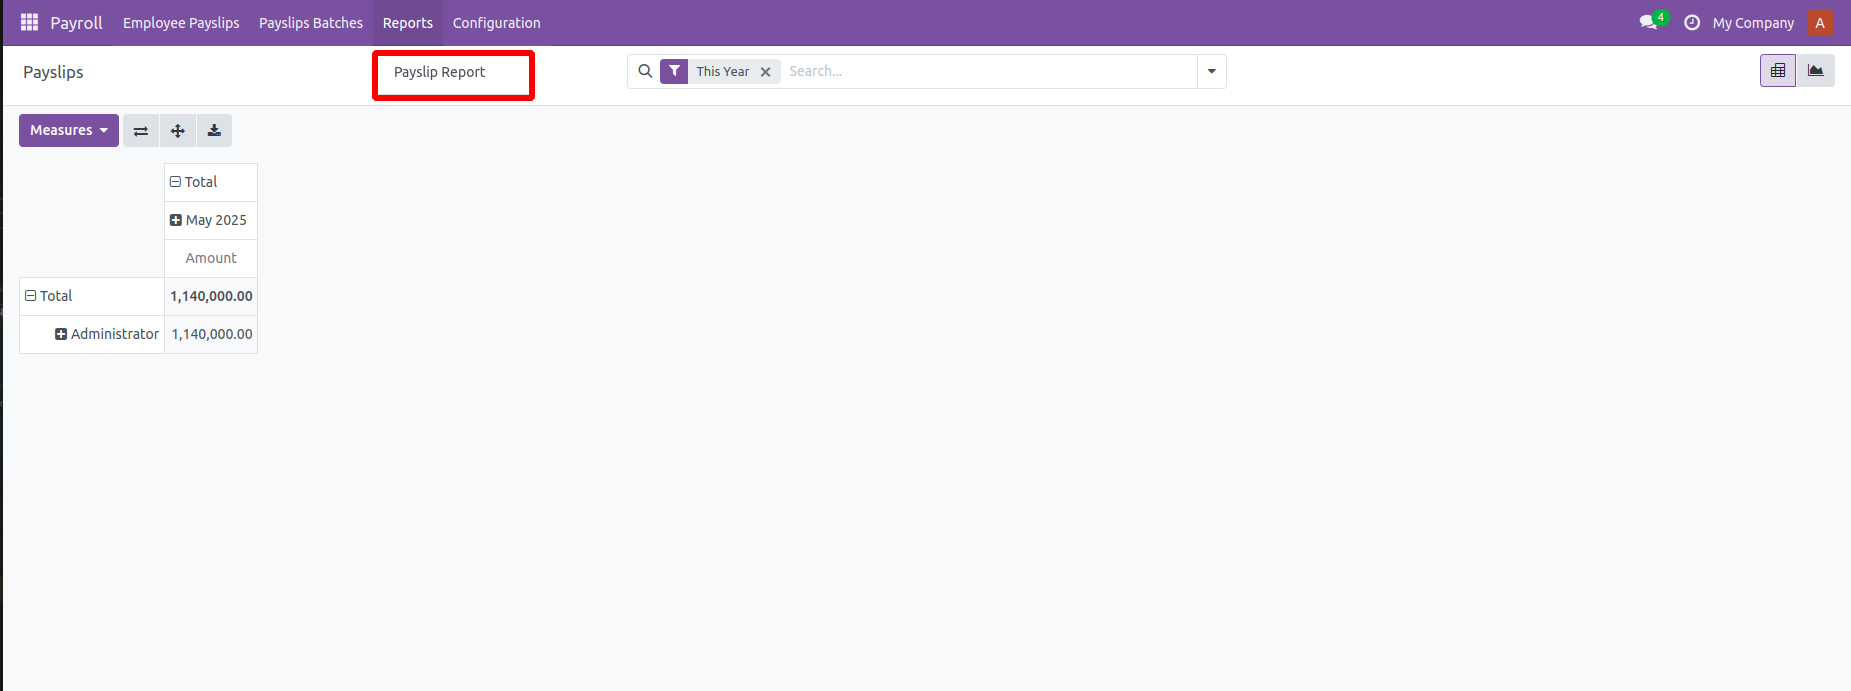 Payroll Employee Payslips Payslips Batches Reports Configuration 4 My Company A
Payslips Payslip Report This Year Search...
Measures
Total
May 2025
Amount
Total 1,140,000.00
Administrator 1,140,000.00